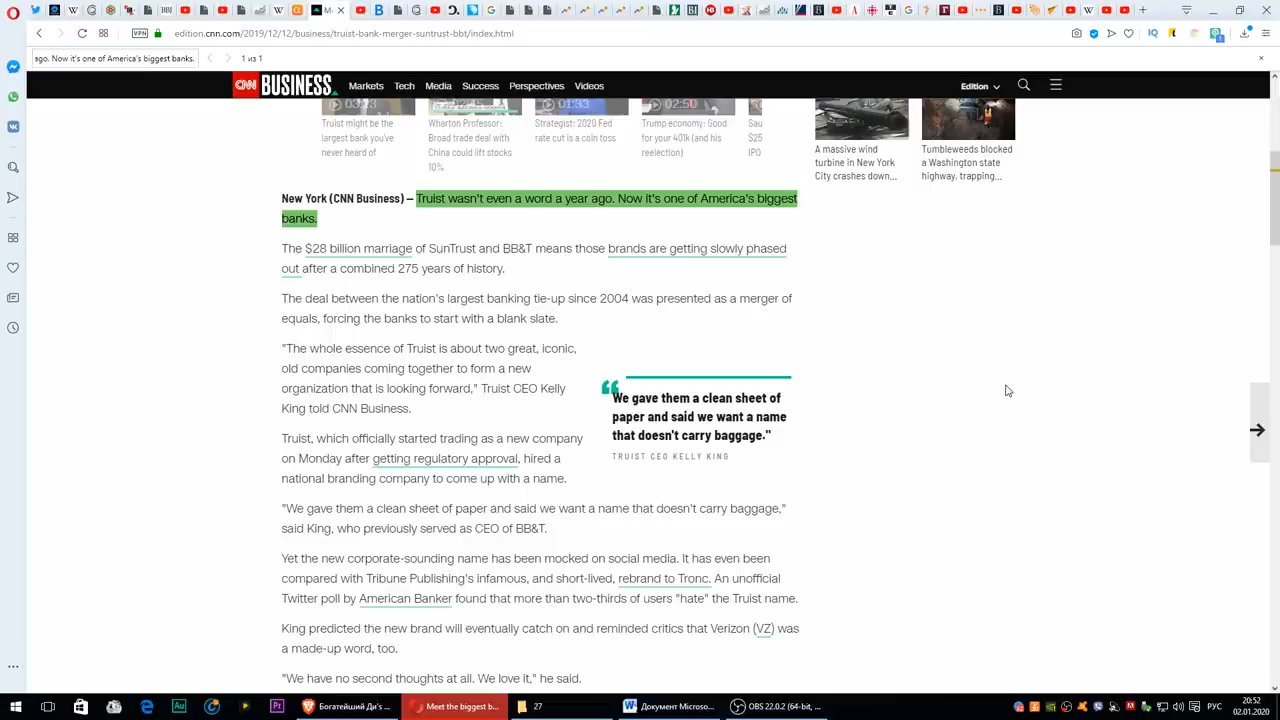 Ma
edition.cnn.com/2019/12/12/business/truist-bank-merger-suntrust-bbt/index.html
VPN
ago. Now it's one of America's biggest banks.
1 из 1
CNN BUSINESS
Markets Tech Media Success Perspectives Videos
Edition
03:23
01:33
02:50
Truist might be the
largest bank you've
never heard of
Wharton Professor:
Broad trade deal with
China could lift stocks
10%
Strategist: 2020 Fed
rate cut is a coin toss
Trump economy: Good
for your 401k (and his
reelection)
Sau
$25
IPO
A massive wind
turbine in New York
City crashes down...
Tumbleweeds blocked
a Washington state
highway, trapping...
New York (CNN Business) — Truist wasn't even a word a year ago. Now it's one of America's biggest
banks.
The $28 billion marriage of SunTrust and BB&T means those brands are getting slowly phased
out after a combined 275 years of history.
The deal between the nation's largest banking tie-up since 2004 was presented as a merger of
equals, forcing the banks to start with a blank slate.
"The whole essence of Truist is about two great, iconic,
old companies coming together to form a new
organization that is looking forward," Truist CEO Kelly
King told CNN Business.
We gave them a clean sheet of
paper and said we want a name
that doesn't carry baggage."
TRUIST CEO KELLY KING
Truist, which officially started trading as a new company
on Monday after getting regulatory approval, hired a
national branding company to come up with a name.
"We gave them a clean sheet of paper and said we want a name that doesn't carry baggage,"
said King, who previously served as CEO of BB&T.
Yet the new corporate-sounding name has been mocked on social media. It has even been
compared with Tribune Publishing's infamous, and short-lived, rebrand to Tronc. An unofficial
Twitter poll by American Banker found that more than two-thirds of users "hate" the Truist name.
King predicted the new brand will eventually catch on and reminded critics that Verizon (VZ) was
a made-up word, too.
"We have no second thoughts at all. We love it," he said.
Богатейший Ди's ...
Meet the biggest b...
27
Документ Microso...
OBS 22.0.2 (64-bit, ...
РУС
20:52
02.01.2020